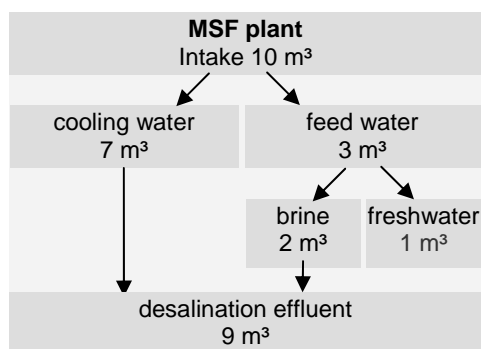 MSF plant
Intake 10 m³
cooling water
7 m³
feed water
3 m³
brine
2 m³
freshwater
1 m³
desalination effluent
9 m³